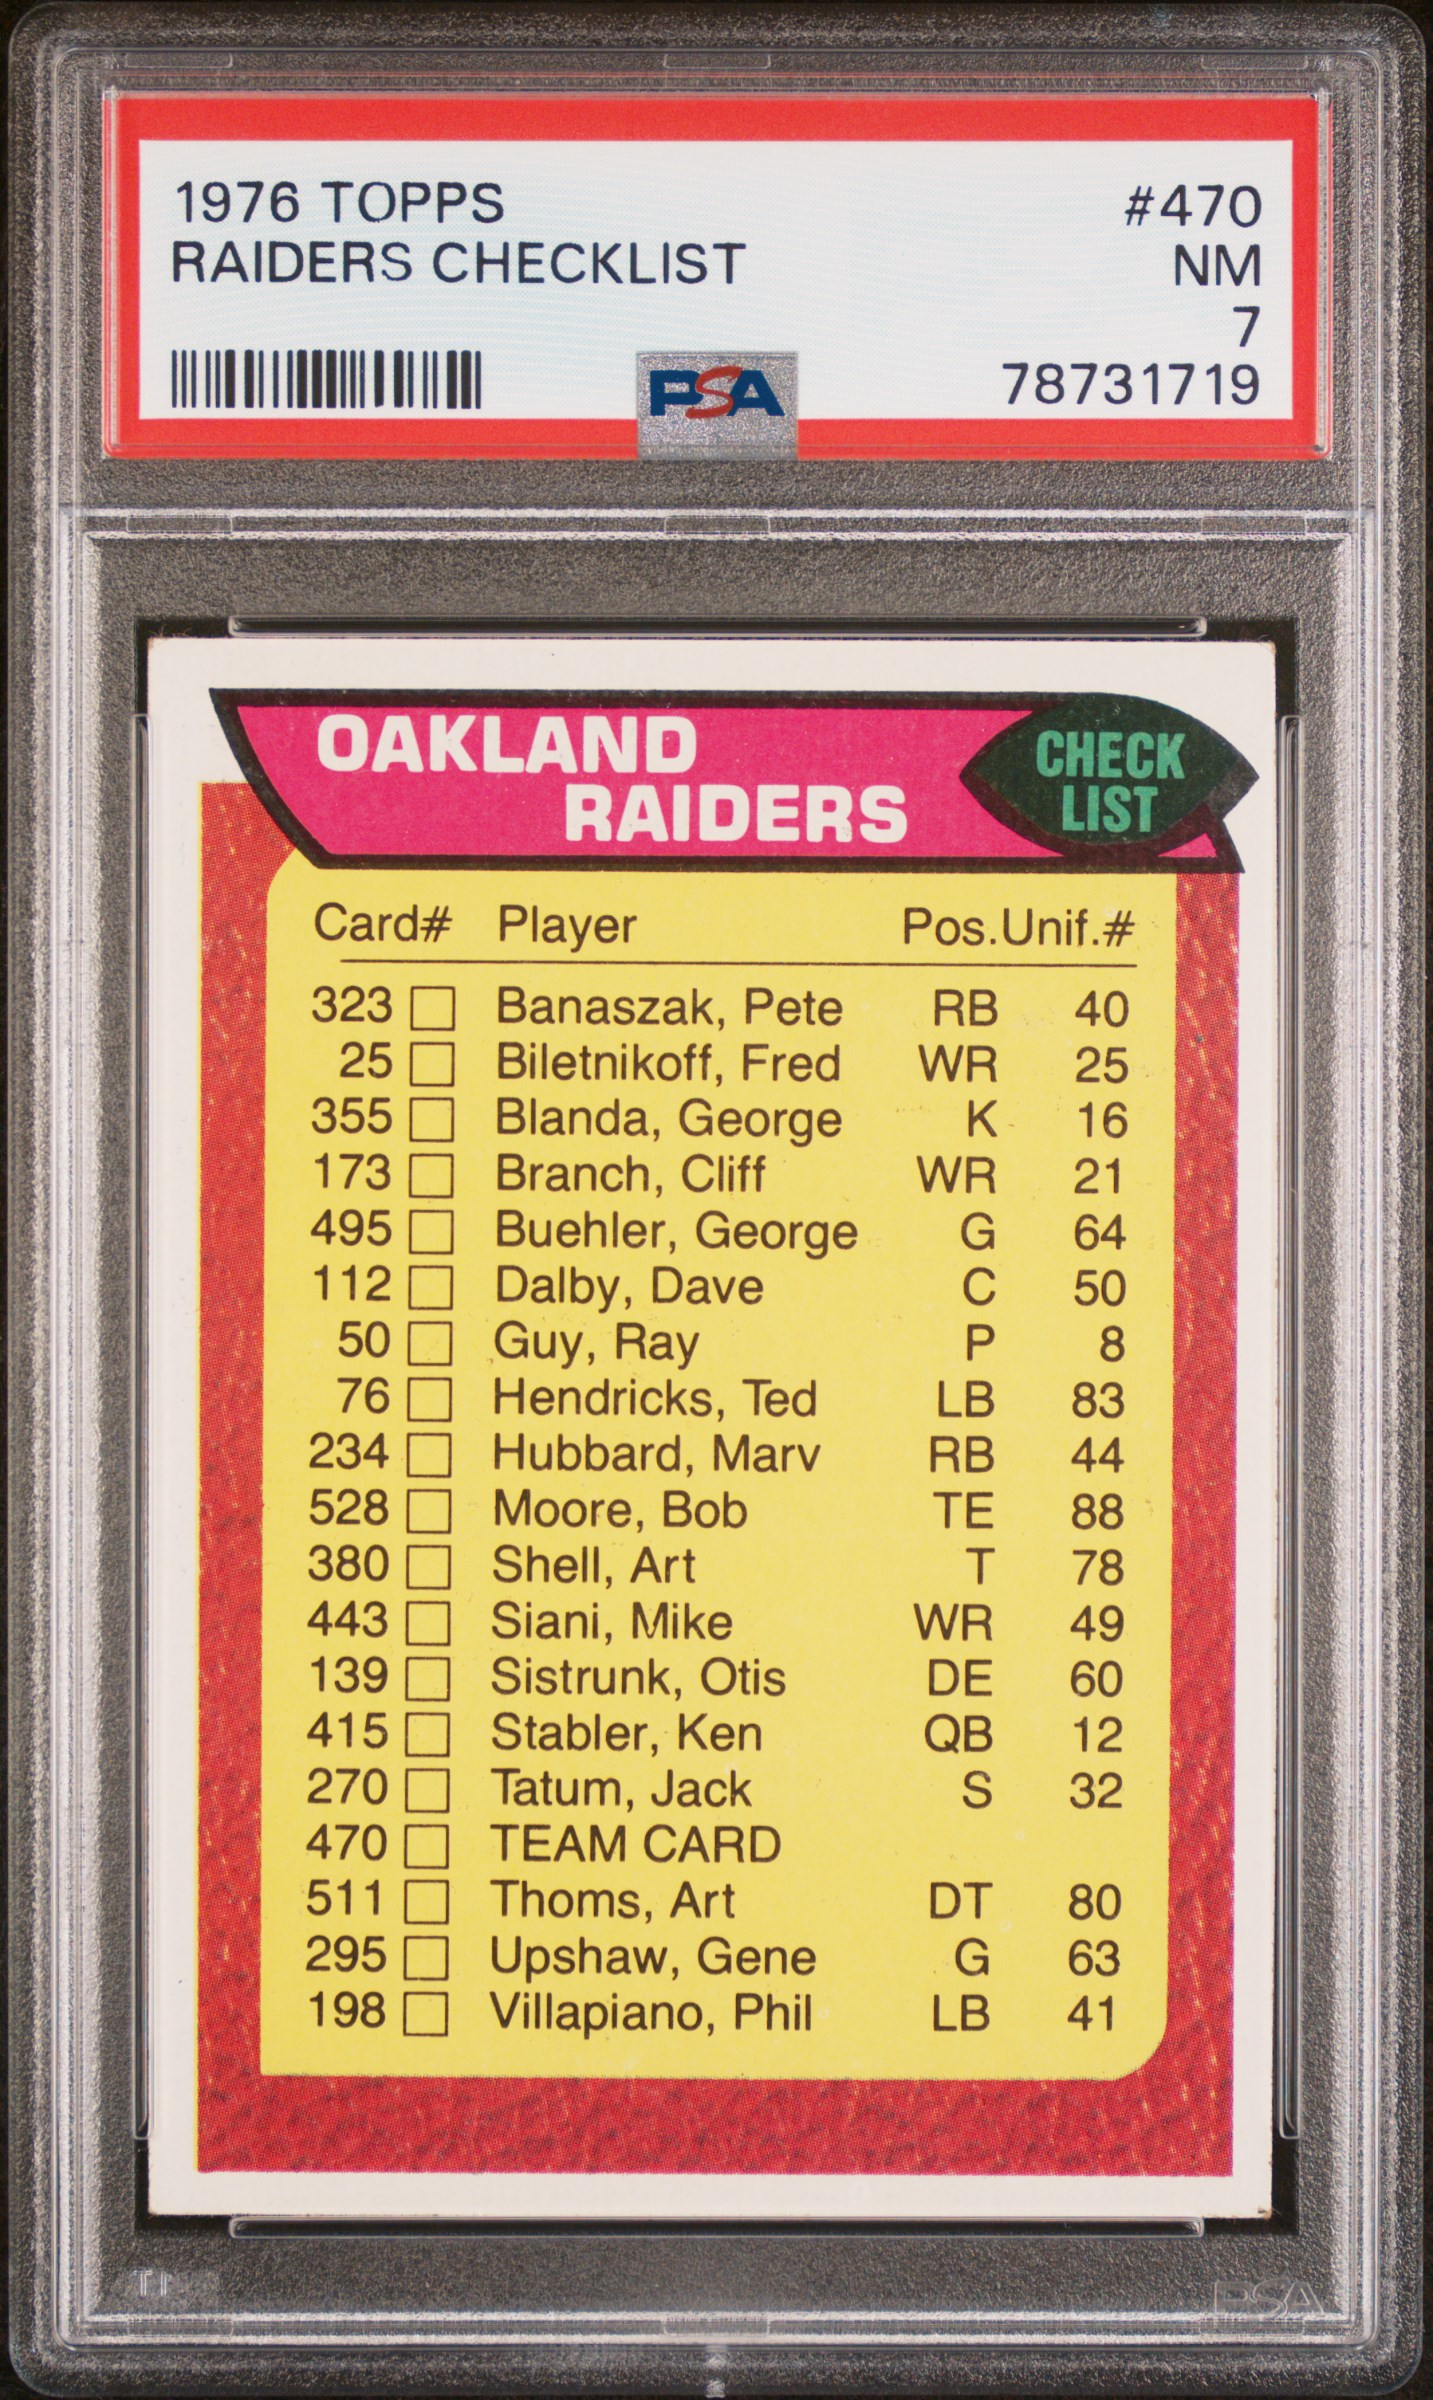 1976 TOPPS #470
RAIDERS CHECKLIST NM
7
PSA 78731719
OAKLAND
RAIDERS
CHECK
LIST
Card# Player Pos. Unif.#
323 Banaszak, Pete RB 40
25 Biletnikoff, Fred WR 25
355 Blanda, George K 16
173 Branch, Cliff WR 21
495 Buehler, George G 64
112 Dalby, Dave C 50
50 Guy, Ray P 8
76 Hendricks, Ted LB 83
234 Hubbard, Marv RB 44
528 Moore, Bob TE 88
380 Shell, Art T 78
443 Siani, Mike WR 49
139 Sistrunk, Otis DE 60
415 Stabler, Ken QB 12
270 Tatum, Jack S 32
470 TEAM CARD
511 Thoms, Art DT 80
295 Upshaw, Gene G 63
198 Villapiano, Phil LB 41
PSA